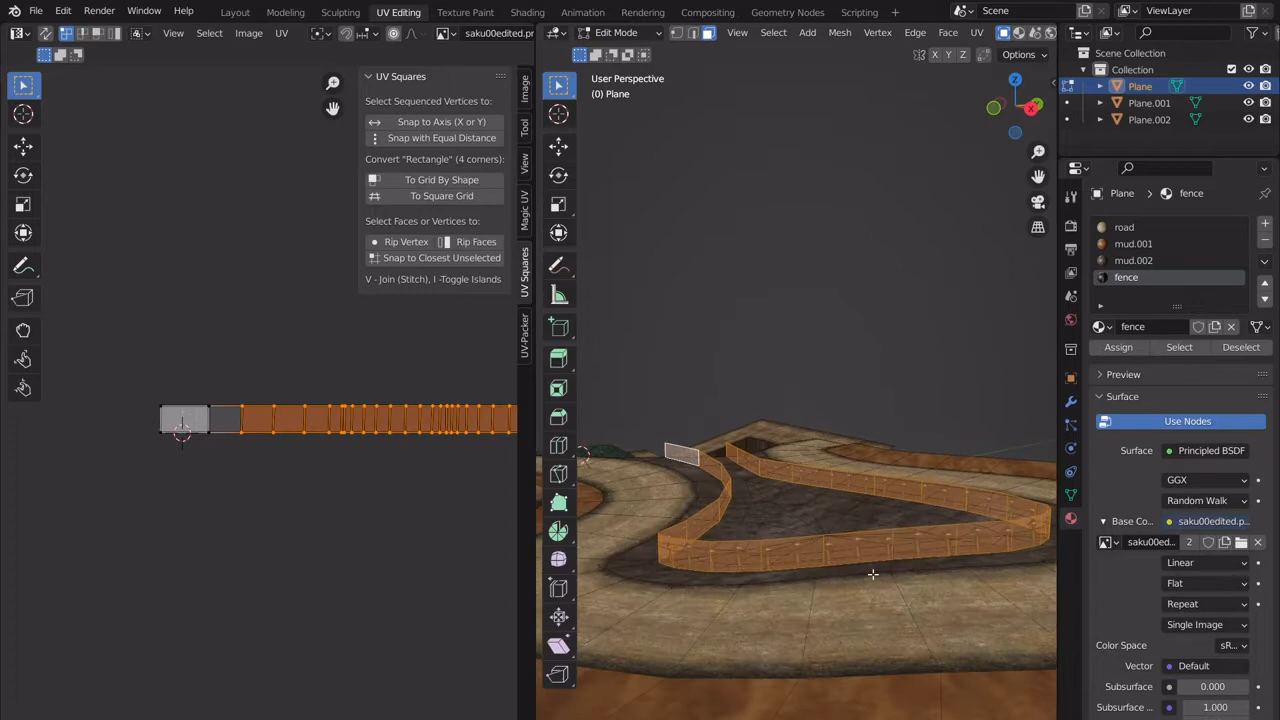 File Edit Render Window Help Layout Modeling Sculpting UV Editing Texture Paint Shading Animation Rendering Compositing Geometry Nodes Scripting Scene ViewLayer
View Select Image UV saku00edited.pr
Edit Mode View Select Add Mesh Vertex Edge Face UV
X Y Z Options
UV Squares
Select Sequenced Vertices to:
Snap to Axis (X or Y)
Snap with Equal Distance
Convert "Rectangle" (4 corners):
To Grid By Shape
To Square Grid
Select Faces or Vertices to:
Rip Vertex Rip Faces
Snap to Closest Unselected
V - Join (Stitch), I -Toggle Islands
Image
Tool
View
Magic UV
UV Squares
UV-Packer
User Perspective
(0) Plane
Z
X
Scene Collection
Collection
Plane
Plane.001
Plane.002
Plane fence
road
mud.001
mud.002
fence
fence
Assign Select Deselect
Preview
Surface
Use Nodes
Surface Principled BSDF
GGX
Random Walk
Base Co... saku00edited.p...
saku00ed... 2
Linear
Flat
Repeat
Single Image
Color Space sR...
Vector Default
Subsurface 0.000
Subsurface .. 1.000